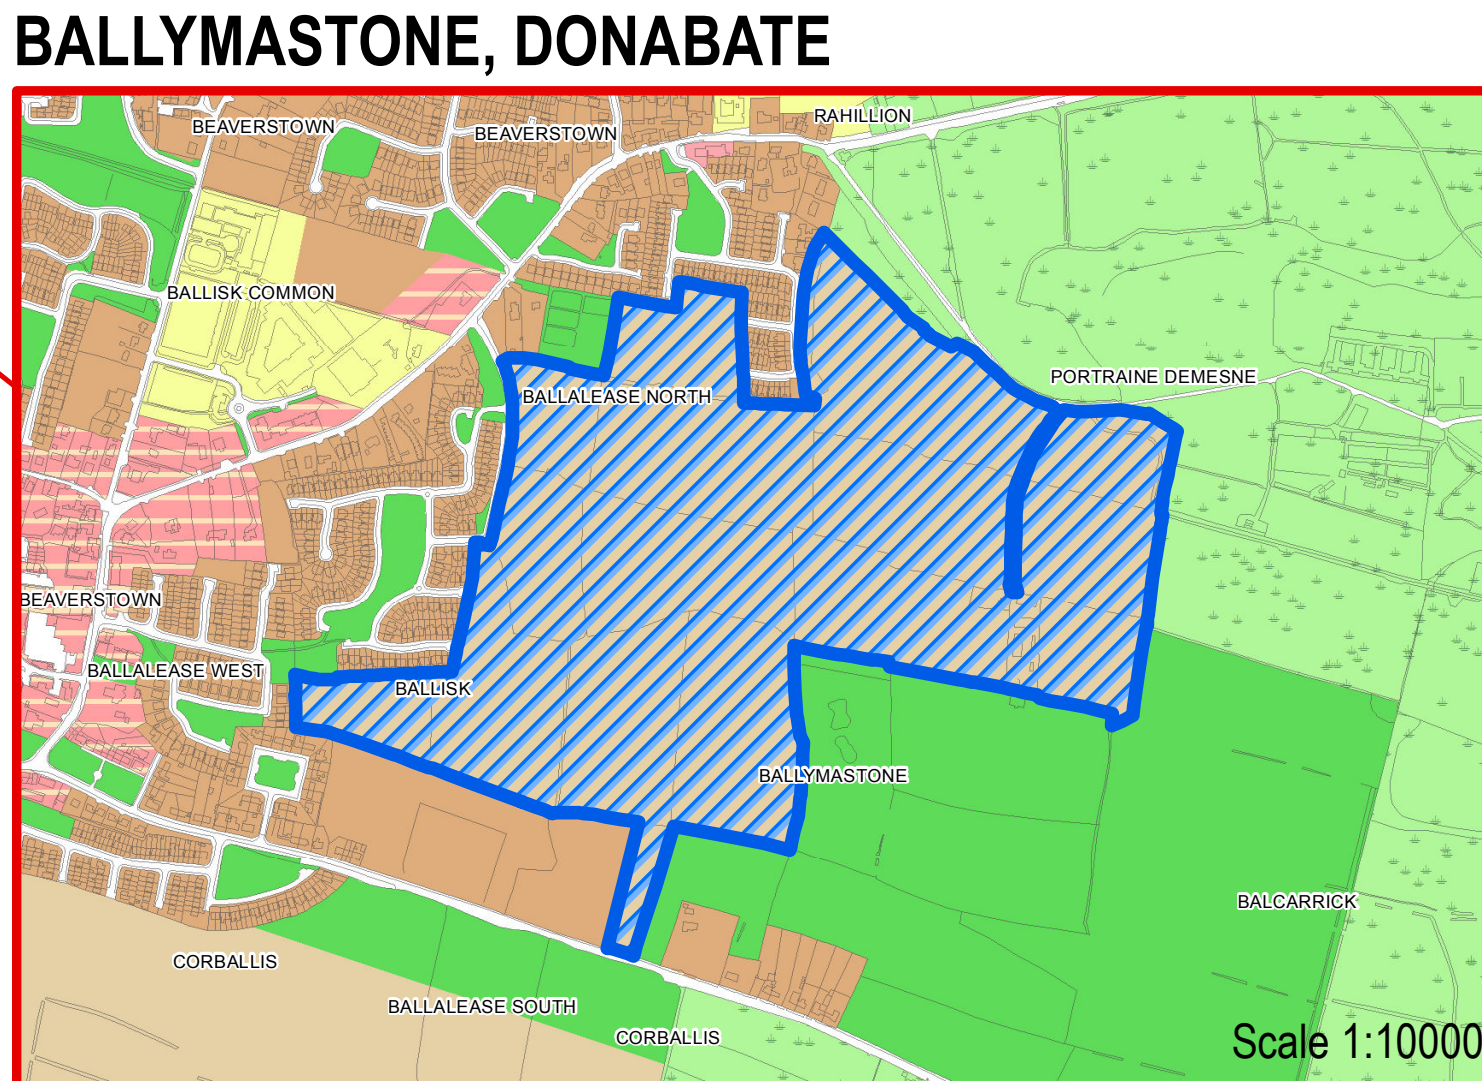 BALLYMASTONE, DONABATE
RAHILLION
BEAVERSTOWN
BEAVERSTOWN
BALLISK COMMON
PORTRAINE DEMESNE
BALLALEASE NORTH
BEAVERSTOWN
BALLALEASE WEST
BALLISK
BALLYMASTONE
BALCARRICK
CORBALLIS
BALLALEASE SOUTH
CORBALLIS
Scale 1:10000